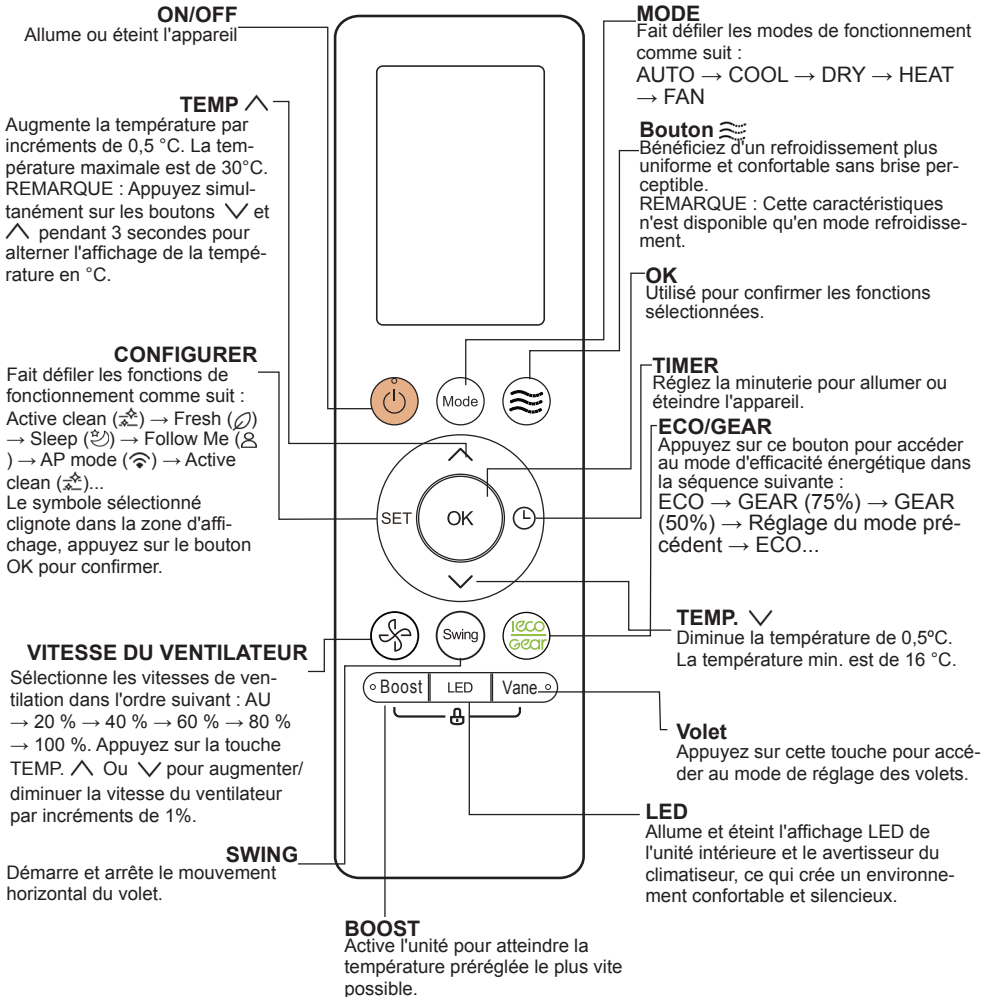 ON/OFF
Allume ou éteint l'appareil
TEMP ︿
Augmente la température par
incréments de 0,5 °C. La tem-
pérature maximale est de 30°C.
REMARQUE : Appuyez simul-
tanément sur les boutons ﹀ et
︿ pendant 3 secondes pour
alterner l'affichage de la tempé-
rature en °C.
CONFIGURER
Fait défiler les fonctions de
fonctionnement comme suit :
Active clean () → Fresh ()
→ Sleep () → Follow Me (
) → AP mode () → Active
clean ()...
Le symbole sélectionné
clignote dans la zone d'affi-
chage, appuyez sur le bouton
OK pour confirmer.
VITESSE DU VENTILATEUR
Sélectionne les vitesses de ven-
tilation dans l'ordre suivant : AU
→ 20 % → 40 % → 60 % → 80 %
→ 100 %. Appuyez sur la touche
TEMP. ︿ Ou ﹀ pour augmenter/
diminuer la vitesse du ventilateur
par incréments de 1%.
SWING
Démarre et arrête le mouvement
horizontal du volet.
Mode
SET
OK
Swing
ieco
Gear
Boost
LED
Vane
BOOST
Active l'unité pour atteindre la
température préréglée le plus vite
possible.
MODE
Fait défiler les modes de fonctionnement
comme suit :
AUTO → COOL → DRY → HEAT
→ FAN
Bouton
Bénéficiez d'un refroidissement plus
uniforme et confortable sans brise per-
ceptible.
REMARQUE : Cette caractéristiques
n'est disponible qu'en mode refroidisse-
ment.
OK
Utilisé pour confirmer les fonctions
sélectionnées.
TIMER
Réglez la minuterie pour allumer ou
éteindre l'appareil.
ECO/GEAR
Appuyez sur ce bouton pour accéder
au mode d'efficacité énergétique dans
la séquence suivante :
ECO → GEAR (75%) → GEAR
(50%) → Réglage du mode pré-
cédent → ECO...
TEMP. ﹀
Diminue la température de 0,5ºC.
La température min. est de 16 °C.
Volet
Appuyez sur cette touche pour accé-
der au mode de réglage des volets.
LED
Allume et éteint l'affichage LED de
l'unité intérieure et le avertisseur du
climatiseur, ce qui crée un environne-
ment confortable et silencieux.